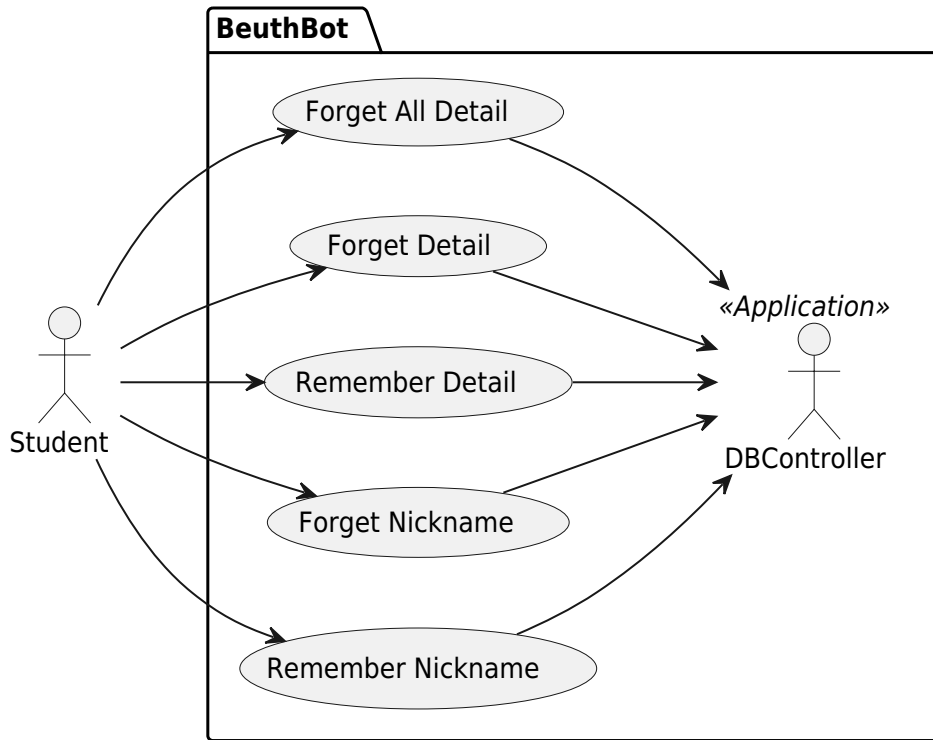 BeuthBot
Forget All Detail
Forget Detail
«Application»
Remember Detail
Student
DBController
Forget Nickname
Remember Nickname